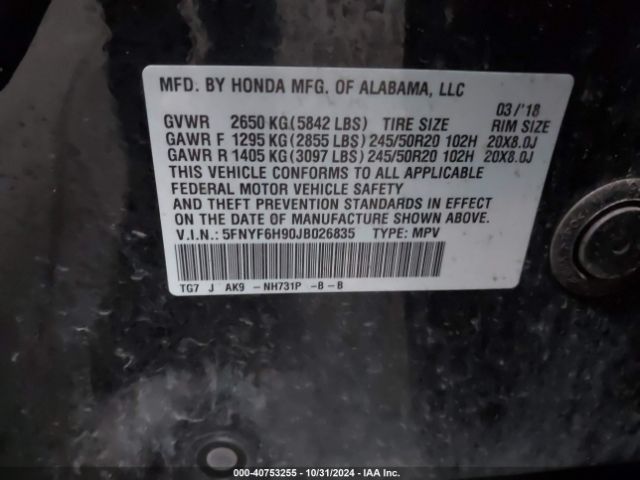 MFD. BY HONDA MFG. OF ALABAMA, LLC
03 /'18
GVWR 2650 KG(5842 LBS) TIRE SIZE RIM SIZE
GAWR F 1295 KG(2855 LBS) 245/50R20 102H 20X8.0J
GAWR R 1405 KG(3097 LBS) 245/50R20 102H 20X8.0J
THIS VEHICLE CONFORMS TO ALL APPLICABLE
FEDERAL MOTOR VEHICLE SAFETY
AND THEFT PREVENTION STANDARDS IN EFFECT
ON THE DATE OF MANUFACTURE SHOWN ABOVE.
V.I.N.: 5FNYF6H90JB026835 TYPE: MPV
TG7 J AK9 -NH731P -B -B
000-40753255 - 10/31/2024 - IAA Inc.